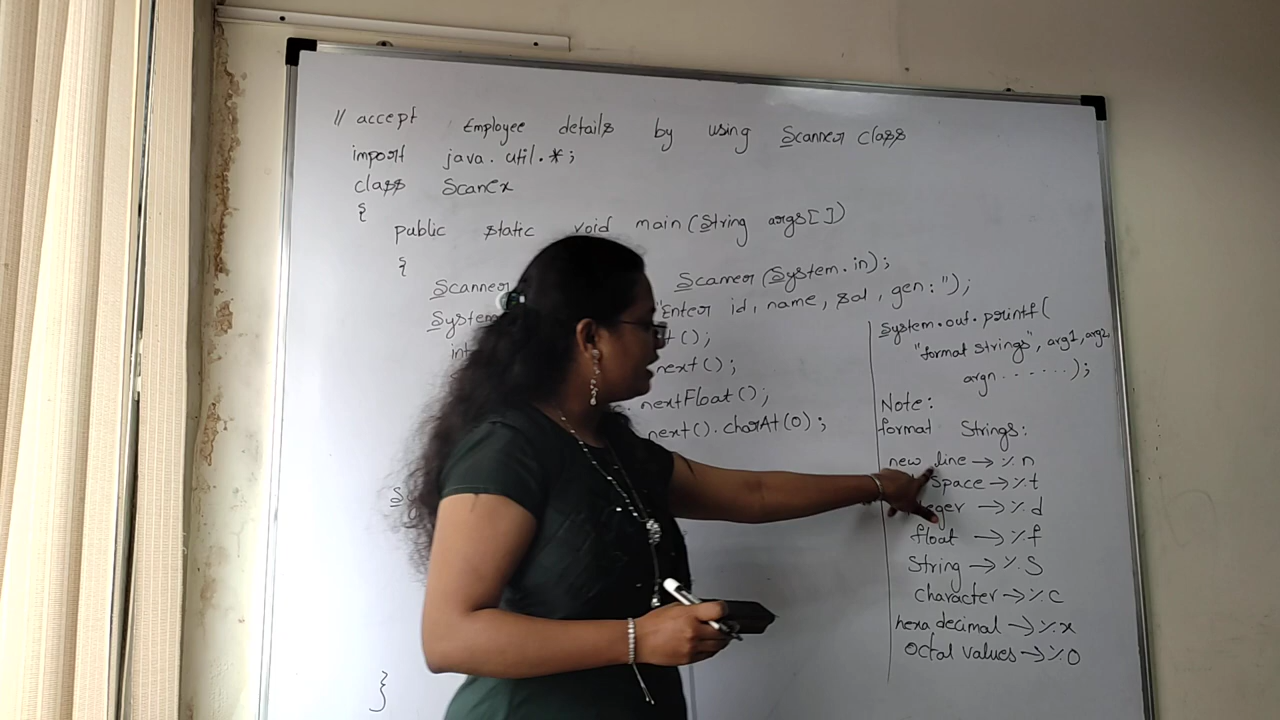 // accept Employee details by using Scanner class
import java.util.*;
class ScanEx
{
public static void main(String args[])
{
Scanner Scanner(System.in);
System "Enter id, name, sal, gen:");
int t();
next();
. nextFloat();
next().charAt(0);
Sy
}
System.out.printf(
"format strings", arg1, arg2,
argn .......);
Note:
format Strings:
new line → %n
space → %t
eger → %d
float → %f
String → %S
character → %c
hexa decimal → %x
octal values → %O